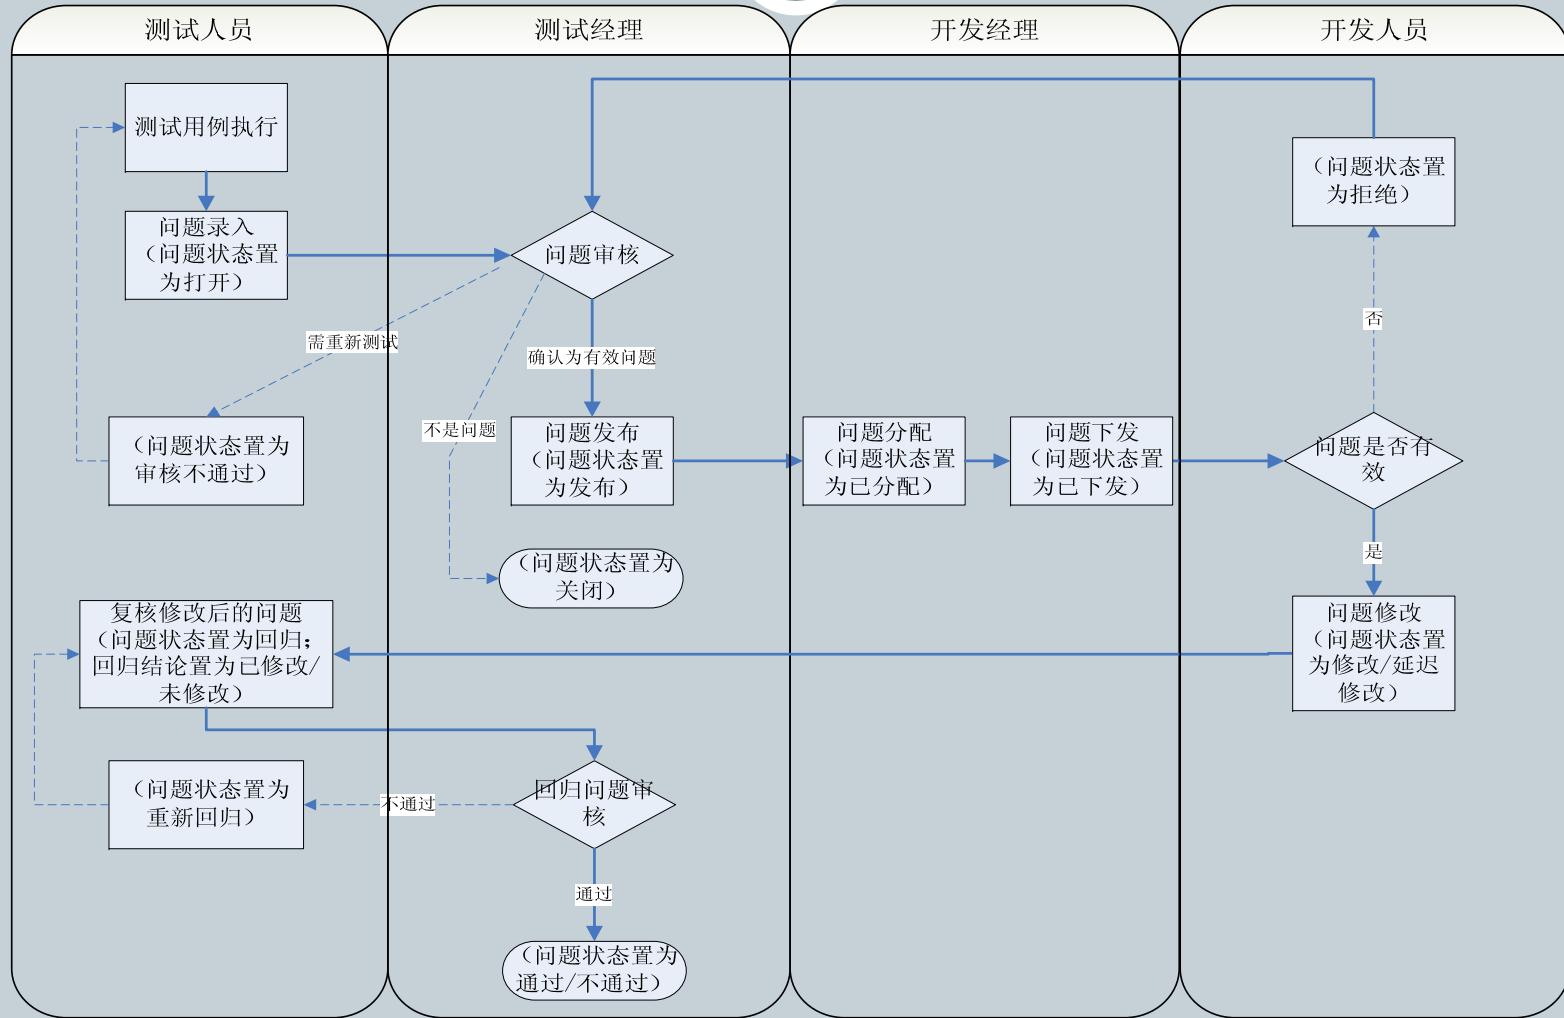 测试人员
测试经理
开发经理
开发人员
测试用例执行
问题录入
（问题状态置
为打开）
问题审核
（问题状态置
为拒绝）
需重新测试
确认为有效问题
不是问题
否
（问题状态置为
审核不通过）
问题发布
（问题状态置
为发布）
问题分配
（问题状态置
为已分配）
问题下发
（问题状态置
为已下发）
问题是否有
效
是
（问题状态置为
关闭）
复核修改后的问题
（问题状态置为回归；
回归结论置为已修改/
未修改）
问题修改
（问题状态置
为修改/延迟
修改）
（问题状态置为
重新回归）
不通过
回归问题审
核
通过
（问题状态置为
通过/不通过）